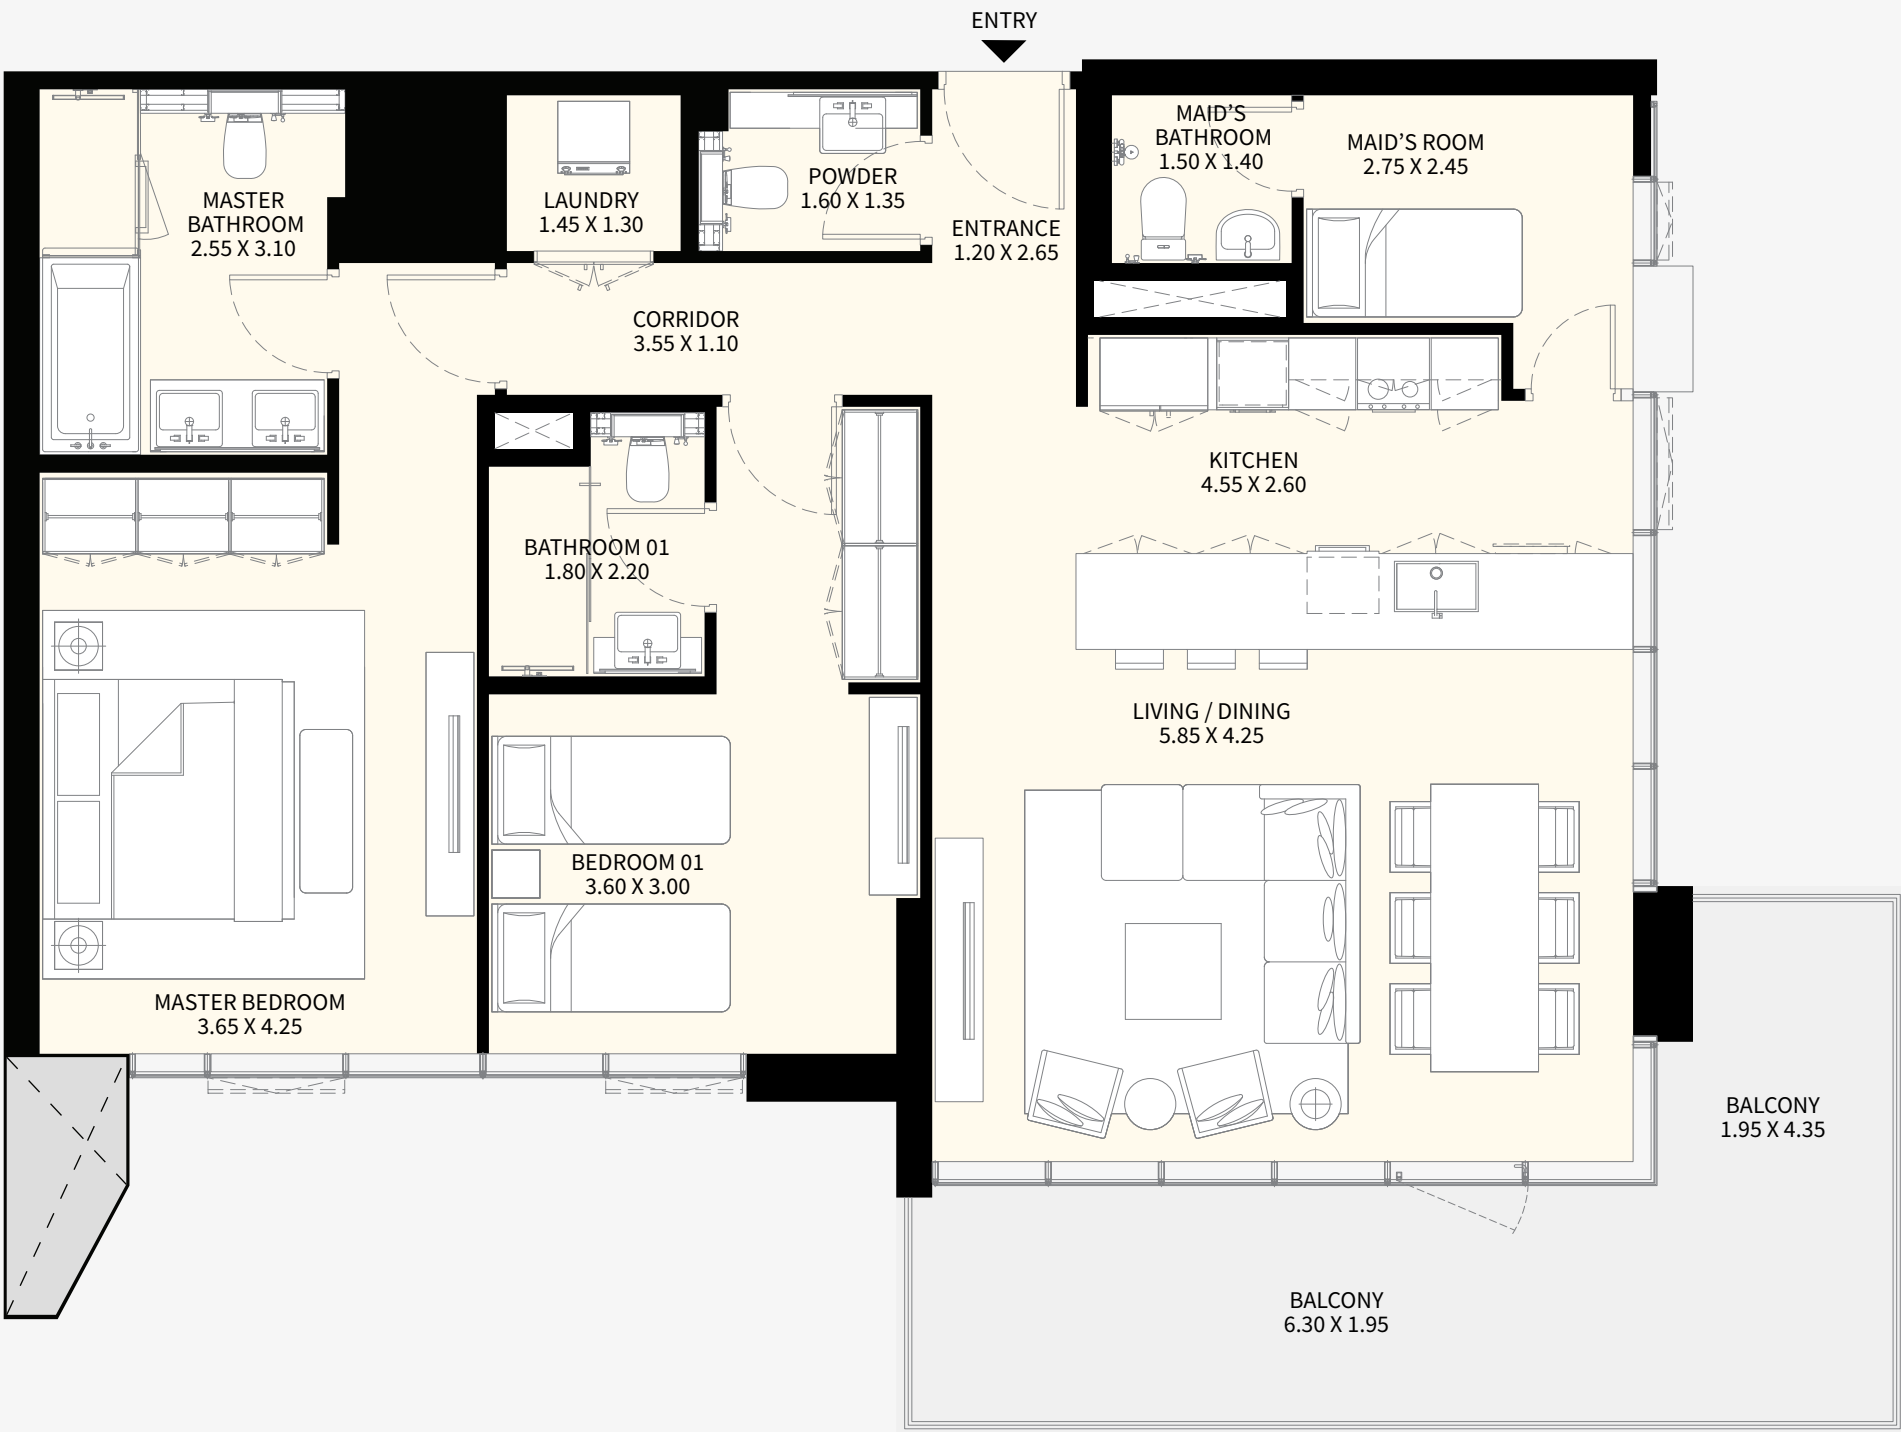 ENTRY
MASTER
BATHROOM
2.55 X 3.10
LAUNDRY
1.45 X 1.30
POWDER
1.60 X 1.35
ENTRANCE
1.20 X 2.65
MAID'S
BATHROOM
1.50 X 1.40
MAID'S ROOM
2.75 X 2.45
CORRIDOR
3.55 X 1.10
KITCHEN
4.55 X 2.60
BATHROOM 01
1.80 X 2.20
LIVING / DINING
5.85 X 4.25
BEDROOM 01
3.60 X 3.00
MASTER BEDROOM
3.65 X 4.25
BALCONY
1.95 X 4.35
BALCONY
6.30 X 1.95